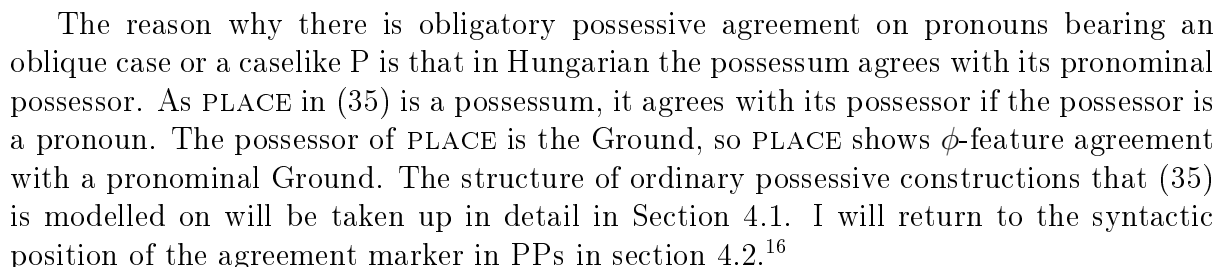 The reason why there is obligatory possessive agreement on pronouns bearing an
oblique case or a caselike P is that in Hungarian the possessum agrees with its pronominal
possessor. As PLACE in (35) is a possessum, it agrees with its possessor if the possessor is
a pronoun. The possessor of PLACE is the Ground, so PLACE shows ϕ-feature agreement
with a pronominal Ground. The structure of ordinary possessive constructions that (35)
is modelled on will be taken up in detail in Section 4.1. I will return to the syntactic
position of the agreement marker in PPs in section 4.2.¹⁶